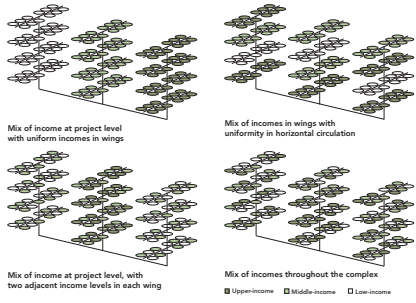 Mix of income at project level
with uniform incomes in wings
Mix of incomes in wings with
uniformity in horizontal circulation
Mix of income at project level, with
two adjacent income levels in each wing
Mix of incomes throughout the complex
Upper-income Middle-income Low-income